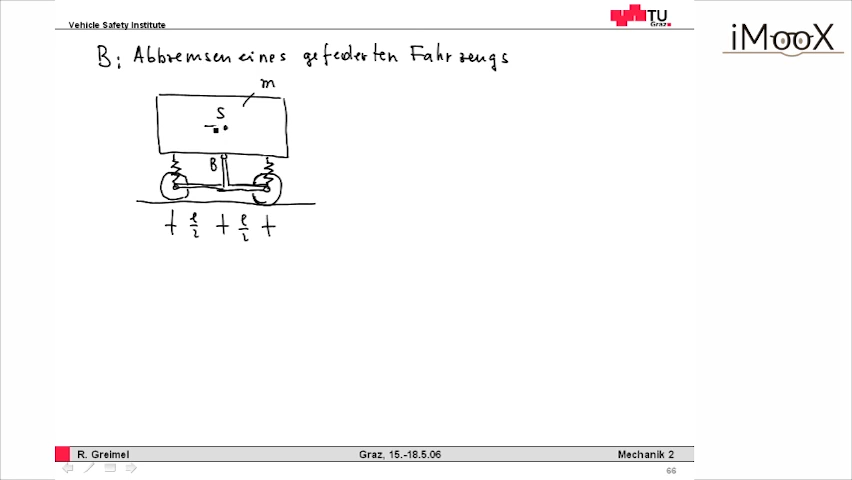 Vehicle Safety Institute
TU
Graz
iMooX
B: Abbremsen eines gefederten Fahrzeugs
m
S
B
l/2 l/2
R. Greimel
Graz, 15.-18.5.06
Mechanik 2
66